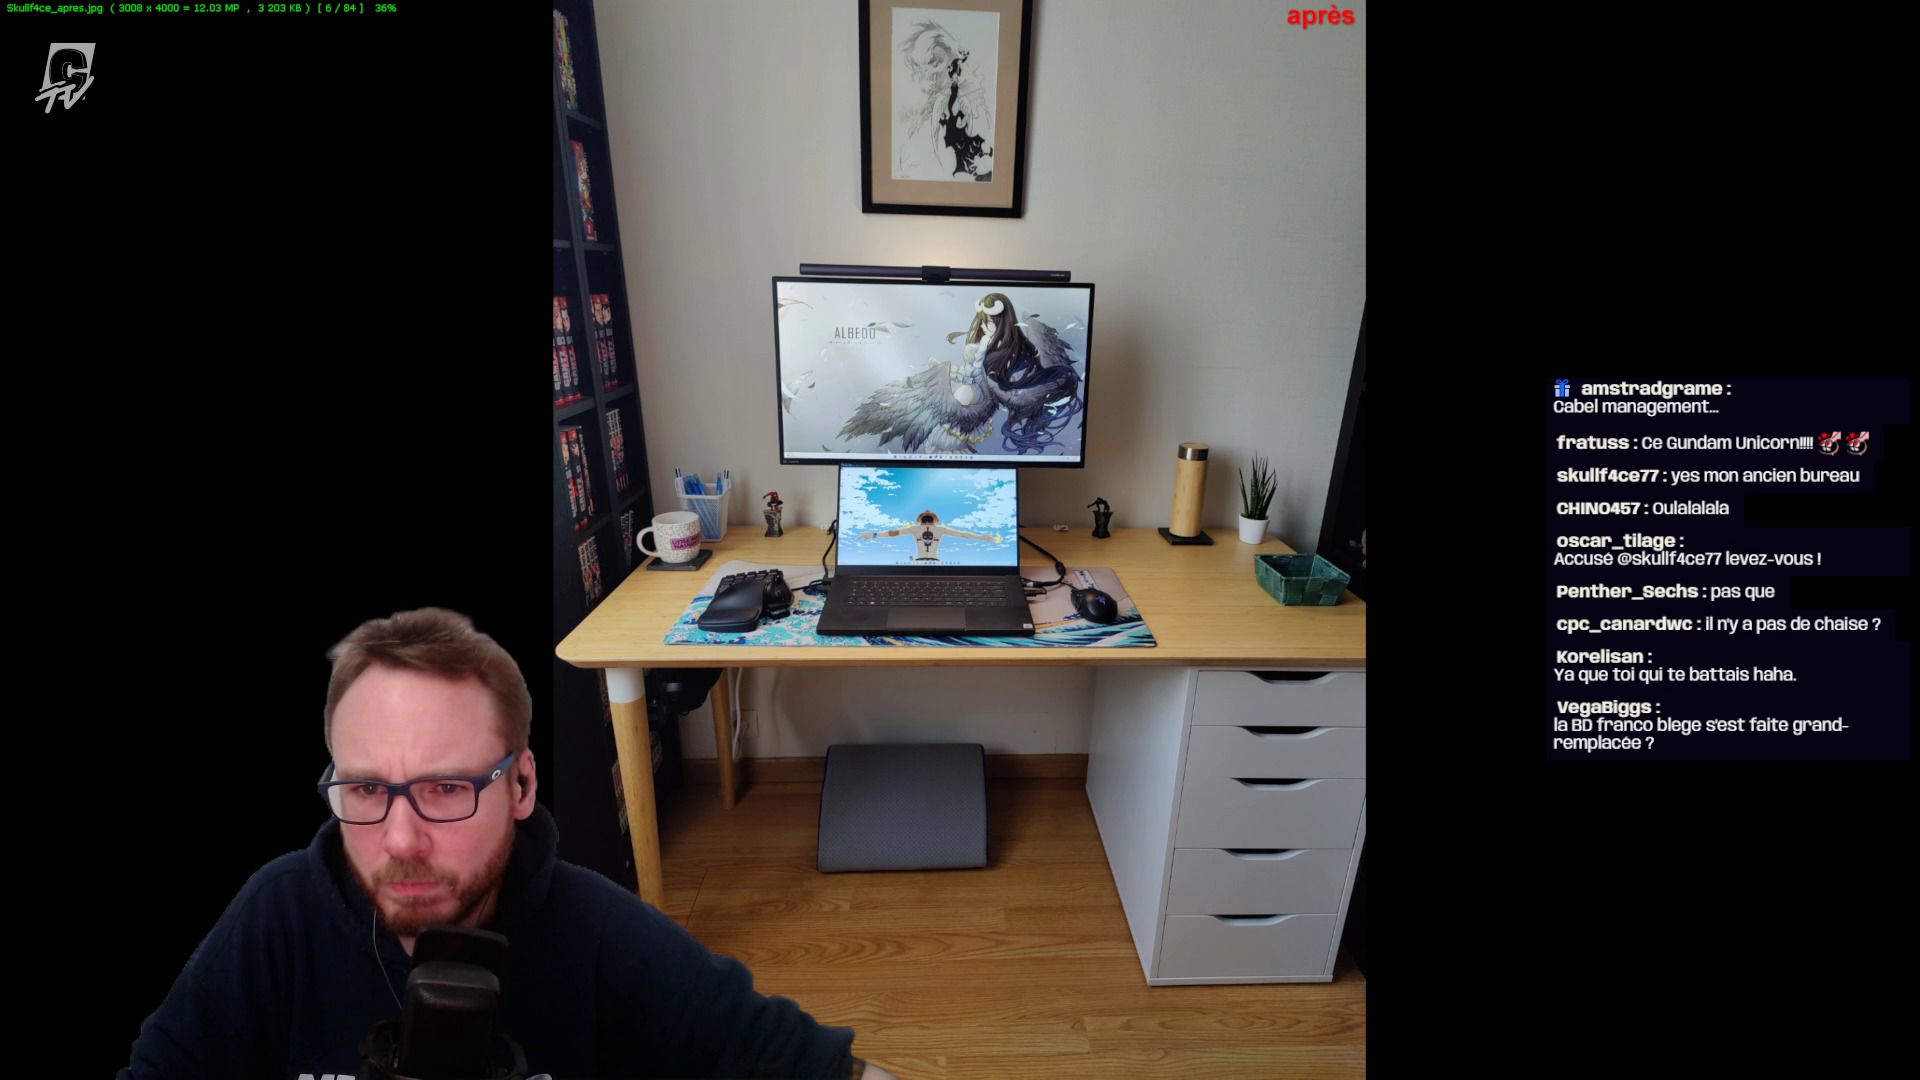 Skullf4ce_apres.jpg ( 3008 x 4000 = 12.03 MP , 3 203 KB ) [ 6 / 84 ] 36%
après
C
TV
ALBEDO
GANTZ
GANTZ
amstradgrame :
Cabel management...
fratuss : Ce Gundam Unicorn!!!!
skullf4ce77 : yes mon ancien bureau
CHINO457 : Oulalalala
oscar_tilage :
Accusé @skullf4ce77 levez-vous !
Penther_Sechs : pas que
cpc_canardwc : il n'y a pas de chaise ?
Korelisan :
Ya que toi qui te battais haha.
VegaBiggs :
la BD franco blege s'est faite grand-
remplacée ?